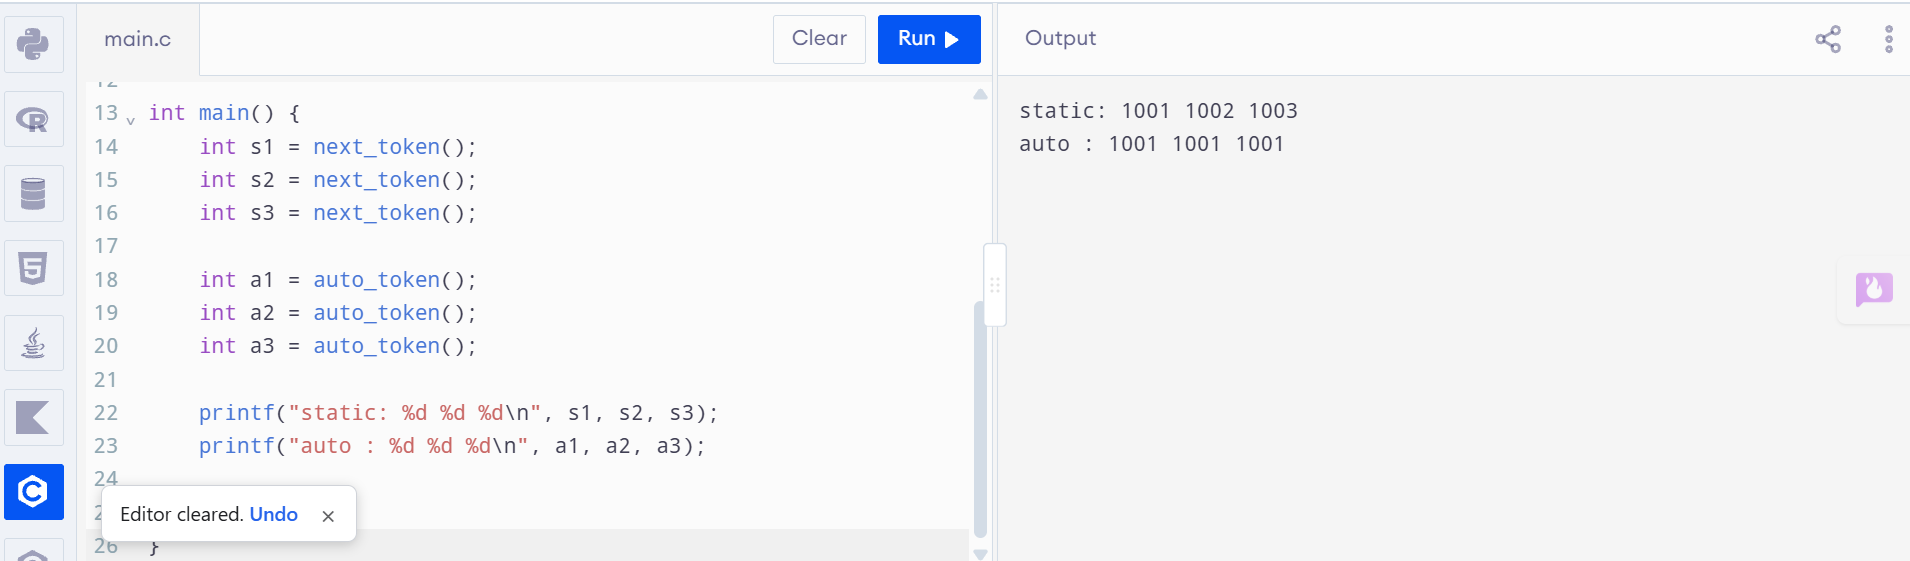 main.c
Clear
Run
Output
12
13 int main() {
14 int s1 = next_token();
15 int s2 = next_token();
16 int s3 = next_token();
17
18 int a1 = auto_token();
19 int a2 = auto_token();
20 int a3 = auto_token();
21
22 printf("static: %d %d %d\n", s1, s2, s3);
23 printf("auto : %d %d %d\n", a1, a2, a3);
24
Editor cleared. Undo ×
26 }
static: 1001 1002 1003
auto : 1001 1001 1001